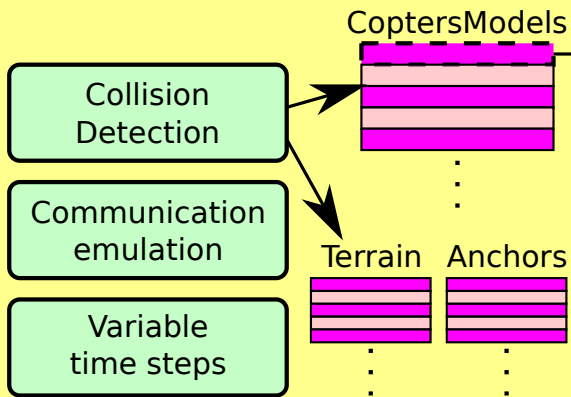 CoptersModels
Collision
Detection
Communication
emulation
Terrain
Anchors
Variable
time steps